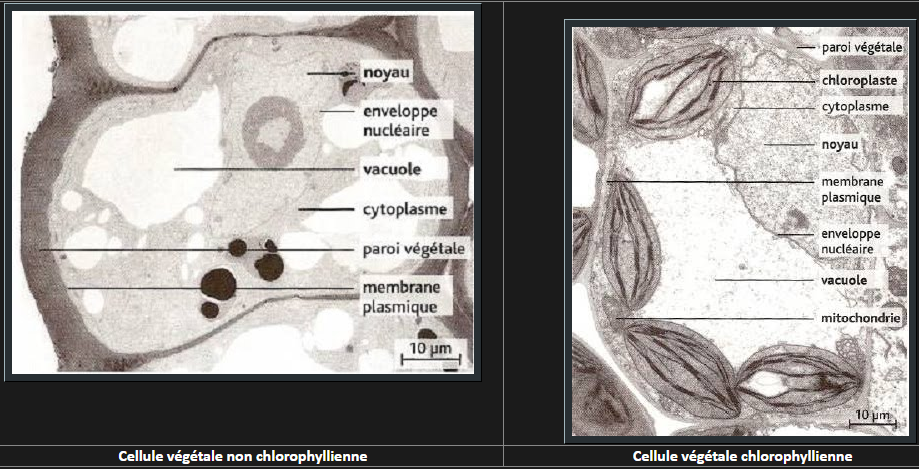 noyau
enveloppe
nucléaire
vacuole
cytoplasme
paroi végétale
membrane
plasmique
10 µm
Cellule végétale non chlorophyllienne
paroi végétale
chloroplaste
cytoplasme
noyau
membrane
plasmique
enveloppe
nucléaire
vacuole
mitochondrie
10 µm
Cellule végétale chlorophyllienne